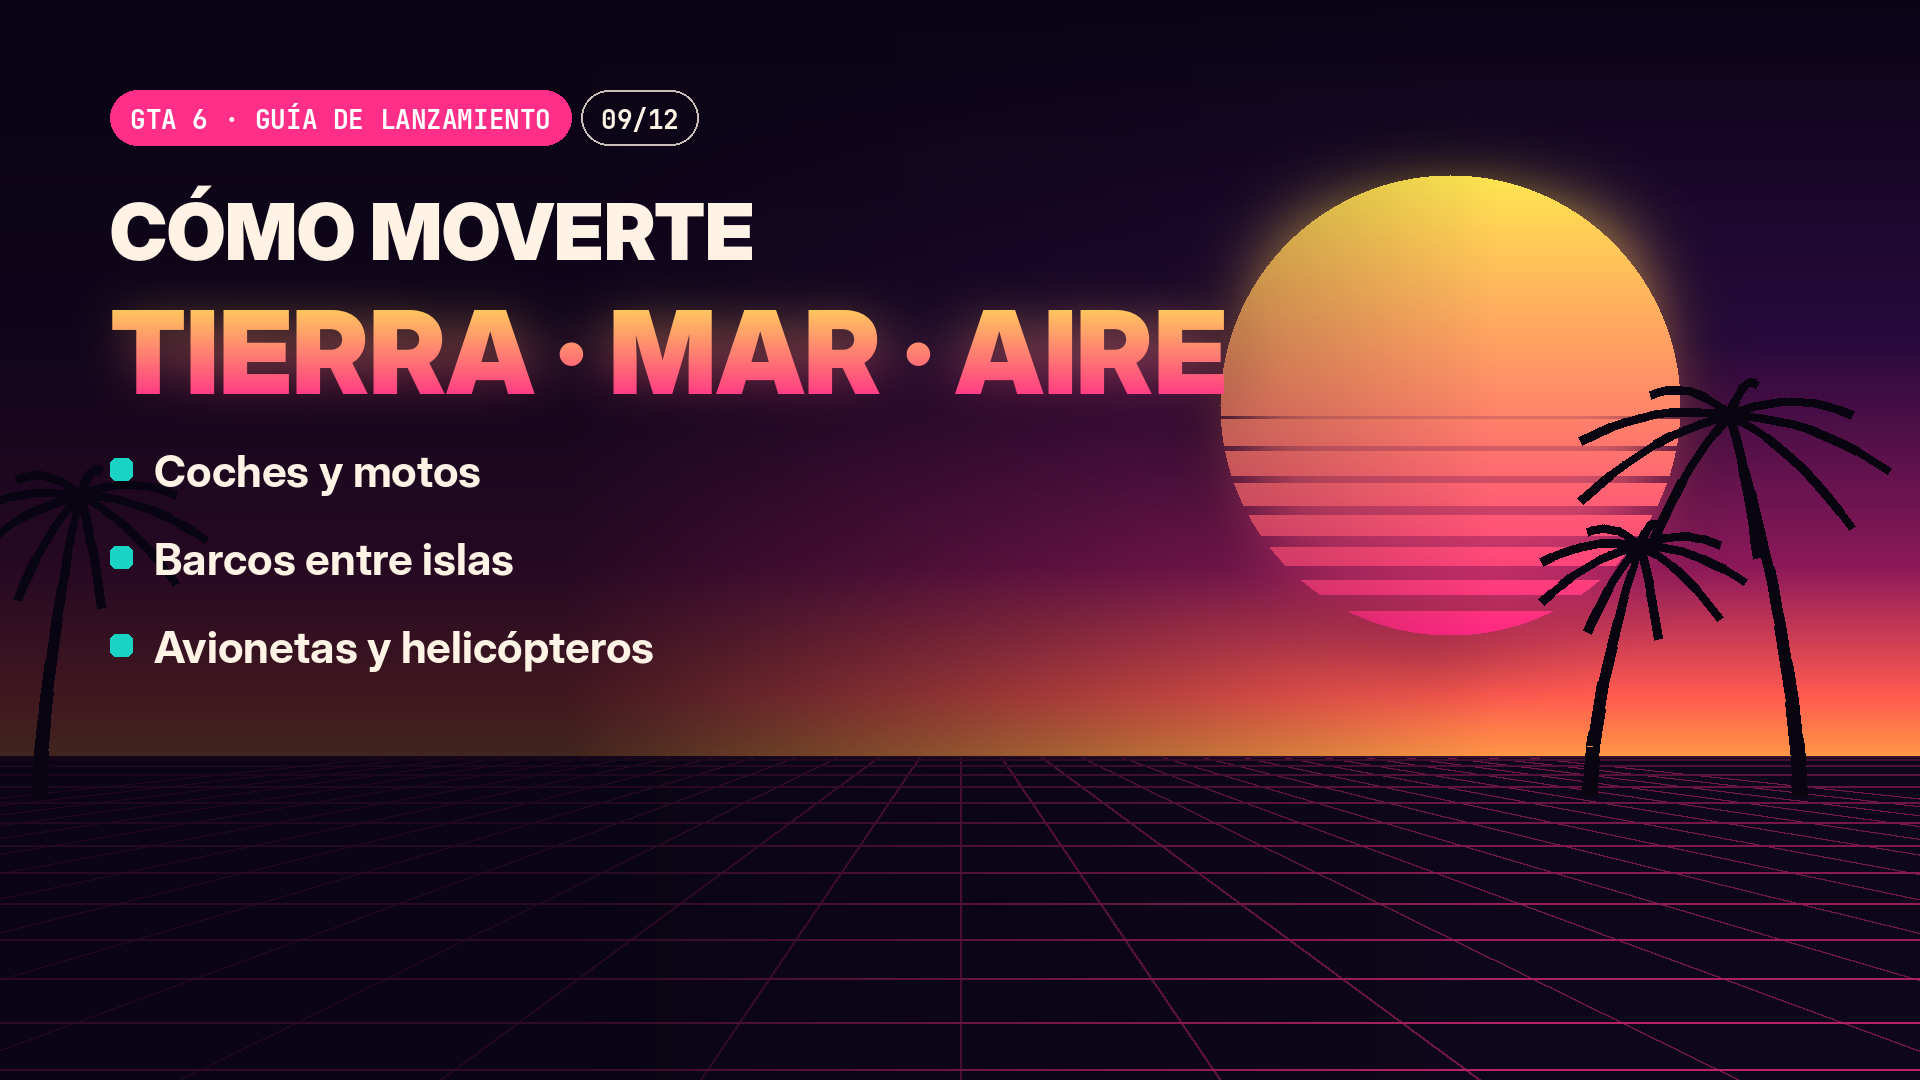 GTA 6 · GUÍA DE LANZAMIENTO
09/12
CÓMO MOVERTE
TIERRA · MAR · AIRE
Coches y motos
Barcos entre islas
Avionetas y helicópteros